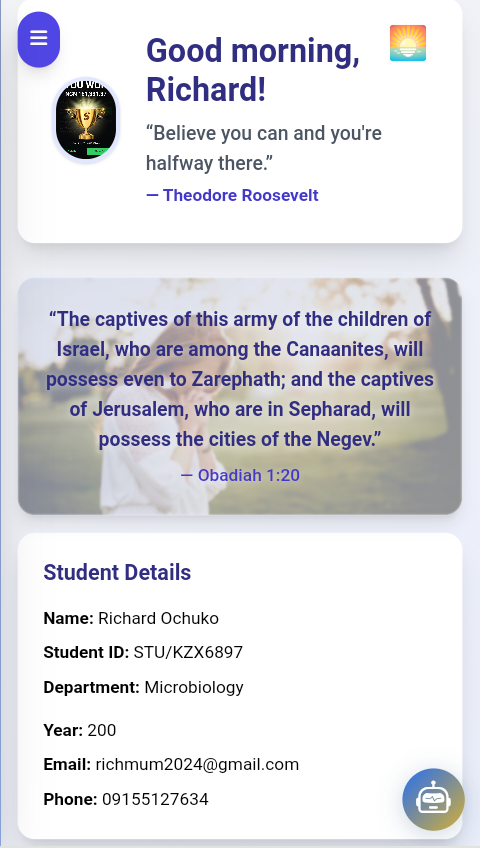 Good morning,
Richard!
“Believe you can and you're
halfway there.”
— Theodore Roosevelt
“The captives of this army of the children of
Israel, who are among the Canaanites, will
possess even to Zarephath; and the captives
of Jerusalem, who are in Sepharad, will
possess the cities of the Negev.”
— Obadiah 1:20
Student Details
Name: Richard Ochuko
Student ID: STU/KZX6897
Department: Microbiology
Year: 200
Email: richmum2024@gmail.com
Phone: 09155127634